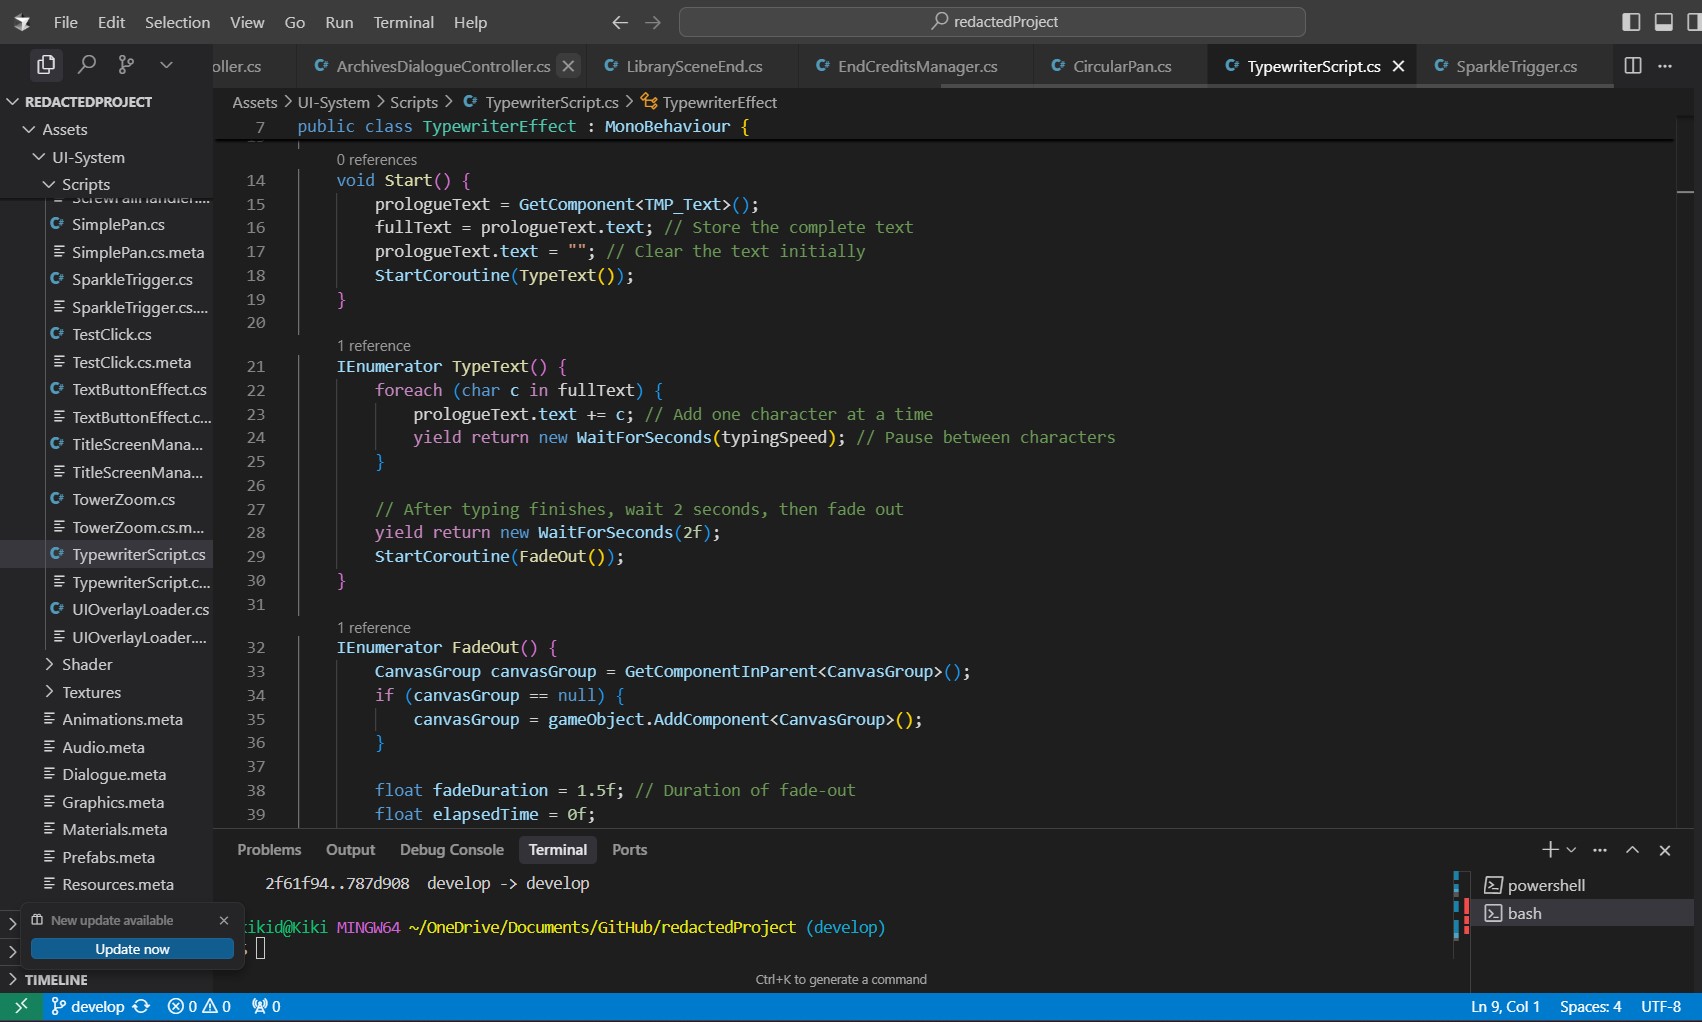 File Edit Selection View Go Run Terminal Help
redactedProject
oller.cs ArchivesDialogueController.cs LibrarySceneEnd.cs EndCreditsManager.cs CircularPan.cs TypewriterScript.cs SparkleTrigger.cs
REDACTEDPROJECT
Assets
UI-System
Scripts
SimplePan.cs
SimplePan.cs.meta
SparkleTrigger.cs
SparkleTrigger.cs....
TestClick.cs
TestClick.cs.meta
TextButtonEffect.cs
TextButtonEffect.c...
TitleScreenMana...
TitleScreenMana...
TowerZoom.cs
TowerZoom.cs.m...
TypewriterScript.cs
TypewriterScript.c...
UIOverlayLoader.cs
UIOverlayLoader....
Shader
Textures
Animations.meta
Audio.meta
Dialogue.meta
Graphics.meta
Materials.meta
Prefabs.meta
Resources.meta
New update available
Update now
TIMELINE
Assets > UI-System > Scripts > TypewriterScript.cs > TypewriterEffect
7 public class TypewriterEffect : MonoBehaviour {
0 references
14 void Start() {
15 prologueText = GetComponent<TMP_Text>();
16 fullText = prologueText.text; // Store the complete text
17 prologueText.text = ""; // Clear the text initially
18 StartCoroutine(TypeText());
19 }
20
1 reference
21 IEnumerator TypeText() {
22 foreach (char c in fullText) {
23 prologueText.text += c; // Add one character at a time
24 yield return new WaitForSeconds(typingSpeed); // Pause between characters
25 }
26
27 // After typing finishes, wait 2 seconds, then fade out
28 yield return new WaitForSeconds(2f);
29 StartCoroutine(FadeOut());
30 }
31
1 reference
32 IEnumerator FadeOut() {
33 CanvasGroup canvasGroup = GetComponentInParent<CanvasGroup>();
34 if (canvasGroup == null) {
35 canvasGroup = gameObject.AddComponent<CanvasGroup>();
36 }
37
38 float fadeDuration = 1.5f; // Duration of fade-out
39 float elapsedTime = 0f;
Problems Output Debug Console Terminal Ports
2f61f94..787d908 develop -> develop
kikid@Kiki MINGW64 ~/OneDrive/Documents/GitHub/redactedProject (develop)
powershell
bash
Ctrl+K to generate a command
develop 0 0 0
Ln 9, Col 1 Spaces: 4 UTF-8